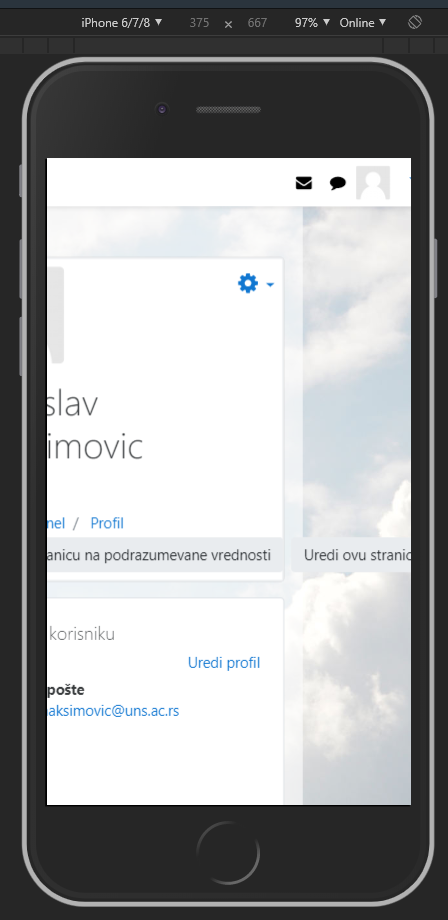 iPhone 6/7/8 ▼ 375 × 667 97% ▼ Online ▼
slav
imovic
nel / Profil
anicu na podrazumevane vrednosti
Uredi ovu stranic
korisniku
Uredi profil
pošte
aksimovic@uns.ac.rs